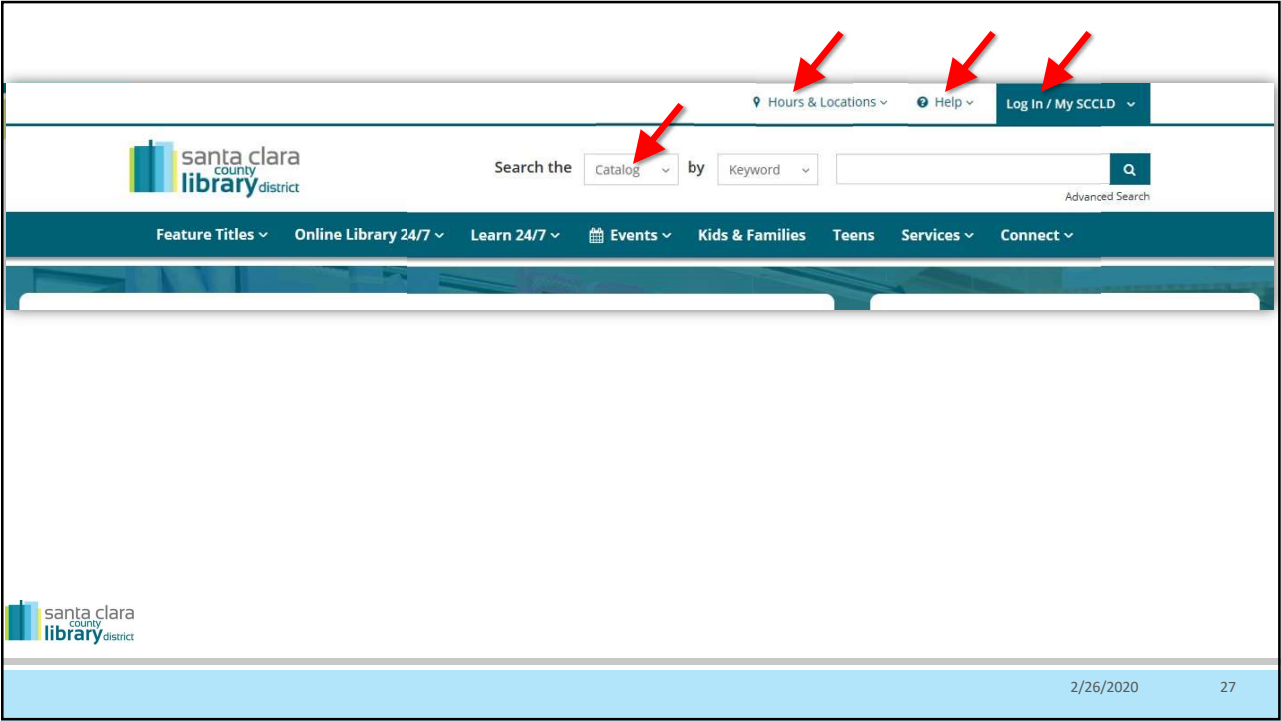 Hours & Locations Help Log In / My SCCLD
santa clara
county
library district
Search the Catalog by Keyword
Advanced Search
Feature Titles Online Library 24/7 Learn 24/7 Events Kids & Families Teens Services Connect
santa clara
county
library district
2/26/2020 27